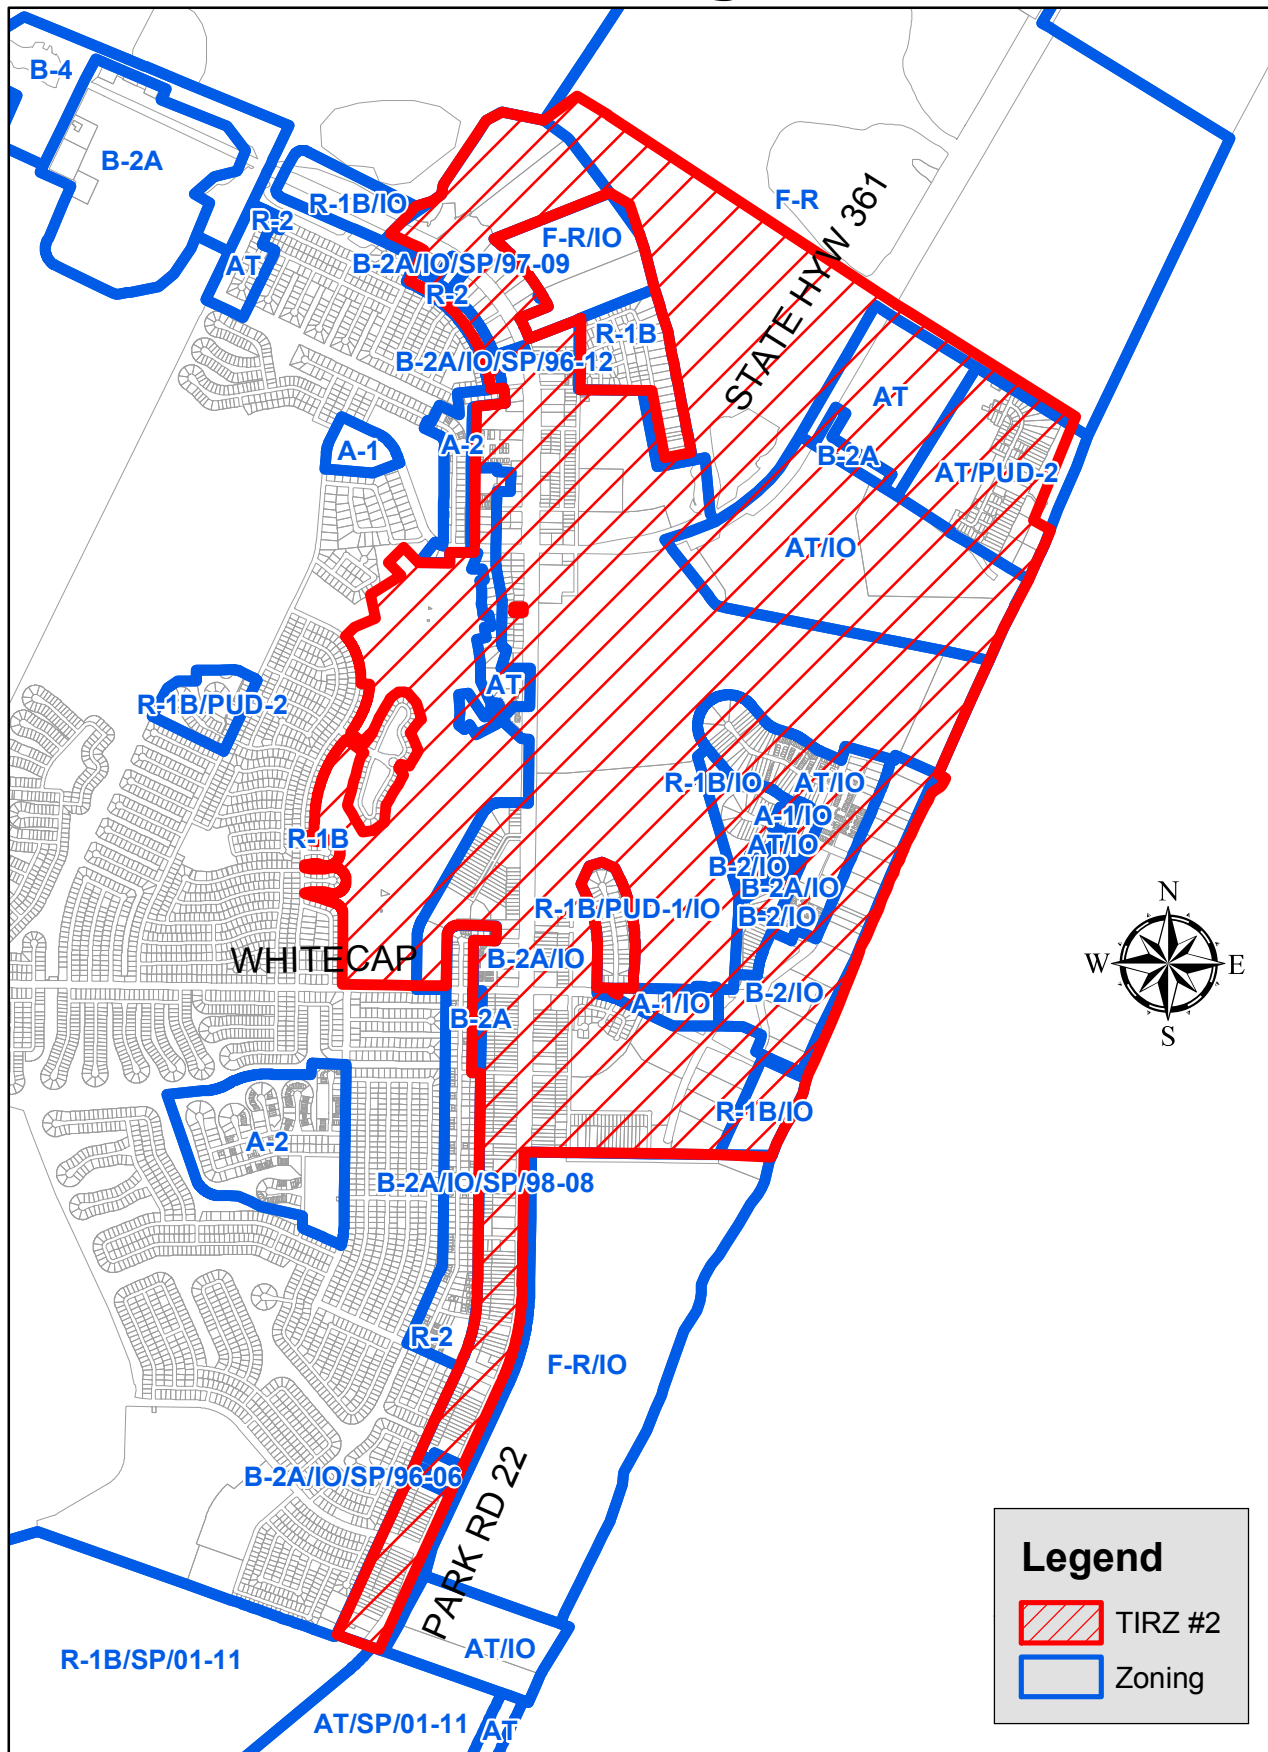 B-4
B-2A
R-1B/IO
F-R
R-2
F-R/IO
AT
B-2A/IO/SP/97-09
R-2
STATE HYW 361
R-1B
B-2A/IO/SP/96-12
AT
A-1
A-2
B-2A
AT/PUD-2
AT/IO
AT
R-1B/PUD-2
R-1B/IO
AT/IO
A-1/IO
R-1B
AT/IO
B-2/IO
B-2A/IO
R-1B/PUD-1/IO
B-2/IO
WHITECAP
B-2A/IO
N
W
E
S
B-2/IO
A-1/IO
B-2A
R-1B/IO
A-2
B-2A/IO/SP/98-08
R-2
F-R/IO
B-2A/IO/SP/96-06
PARK RD 22
Legend
TIRZ #2
Zoning
AT/IO
R-1B/SP/01-11
AT/SP/01-11
AT